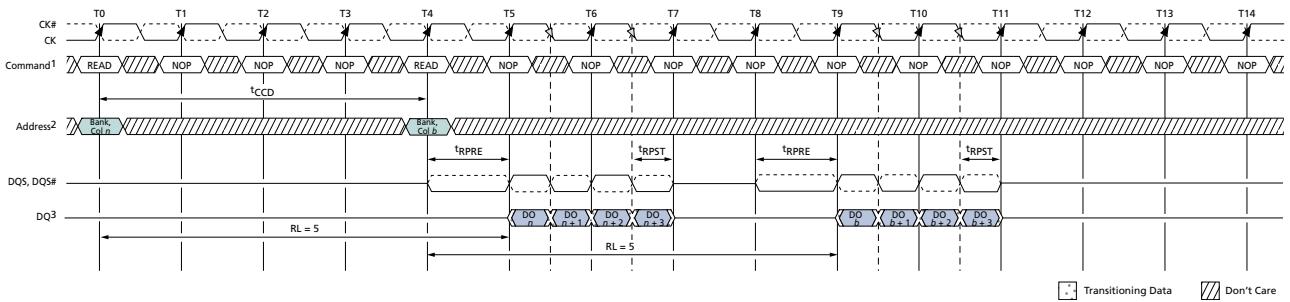 T0 T1 T2 T3 T4 T5 T6 T7 T8 T9 T10 T11 T12 T13 T14
CK#
CK
Command1 READ NOP NOP NOP READ NOP NOP NOP NOP NOP NOP NOP NOP NOP NOP
tCCD
Address2 Bank, Col n Bank, Col b
tRPRE tRPST tRPRE tRPST
DQS, DQS#
DQ3 DO n DO n + 1 DO n + 2 DO n + 3 DO b DO b + 1 DO b + 2 DO b + 3
RL = 5
RL = 5
Transitioning Data Don't Care